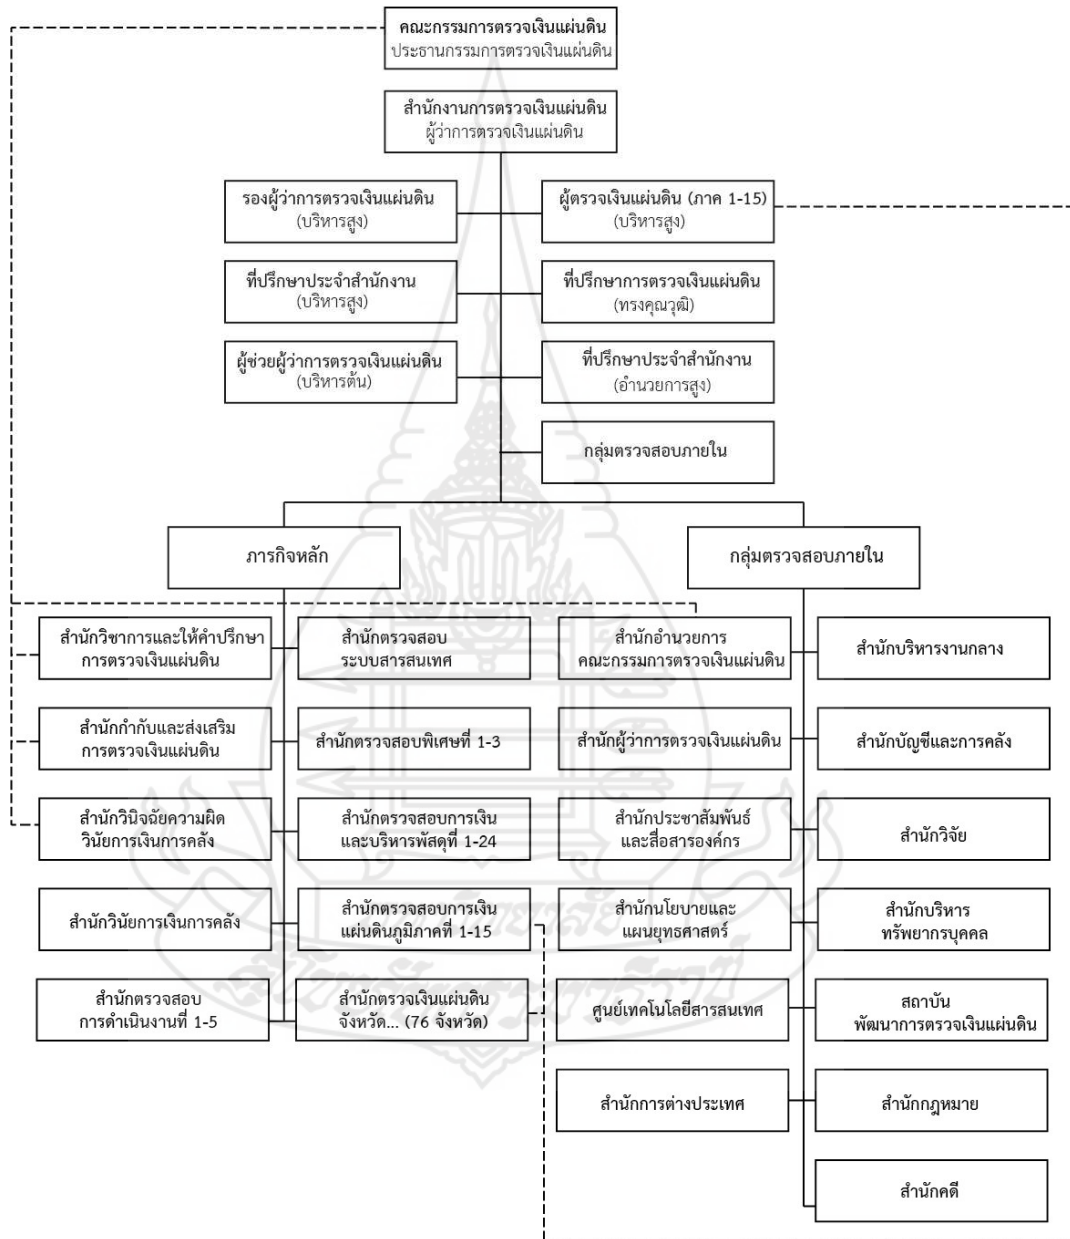 คณะกรรมการตรวจเงินแผ่นดิน
ประธานกรรมการตรวจเงินแผ่นดิน
สำนักงานการตรวจเงินแผ่นดิน
ผู้ว่าการตรวจเงินแผ่นดิน
รองผู้ว่าการตรวจเงินแผ่นดิน
(บริหารสูง)
ผู้ตรวจเงินแผ่นดิน (ภาค 1-15)
(บริหารสูง)
ที่ปรึกษาประจำสำนักงาน
(บริหารสูง)
ที่ปรึกษาการตรวจเงินแผ่นดิน
(ทรงคุณวุฒิ)
ผู้ช่วยผู้ว่าการตรวจเงินแผ่นดิน
(บริหารต้น)
ที่ปรึกษาประจำสำนักงาน
(อำนวยการสูง)
กลุ่มตรวจสอบภายใน
ภารกิจหลัก
กลุ่มตรวจสอบภายใน
สำนักวิชาการและให้คำปรึกษา
การตรวจเงินแผ่นดิน
สำนักตรวจสอบ
ระบบสารสนเทศ
สำนักอำนวยการ
คณะกรรมการตรวจเงินแผ่นดิน
สำนักบริหารงานกลาง
สำนักกำกับและส่งเสริม
การตรวจเงินแผ่นดิน
สำนักตรวจสอบพิเศษที่ 1-3
สำนักผู้ว่าการตรวจเงินแผ่นดิน
สำนักบัญชีและการคลัง
สำนักวินิจฉัยความผิด
วินัยการเงินการคลัง
สำนักตรวจสอบการเงิน
และบริหารพัสดุที่ 1-24
สำนักประชาสัมพันธ์
และสื่อสารองค์กร
สำนักวิจัย
สำนักวินัยการเงินการคลัง
สำนักตรวจสอบการเงิน
แผ่นดินภูมิภาคที่ 1-15
สำนักนโยบายและ
แผนยุทธศาสตร์
สำนักบริหาร
ทรัพยากรบุคคล
สำนักตรวจสอบ
การดำเนินงานที่ 1-5
สำนักตรวจเงินแผ่นดิน
จังหวัด... (76 จังหวัด)
ศูนย์เทคโนโลยีสารสนเทศ
สถาบัน
พัฒนาการตรวจเงินแผ่นดิน
สำนักการต่างประเทศ
สำนักกฎหมาย
สำนักคดี